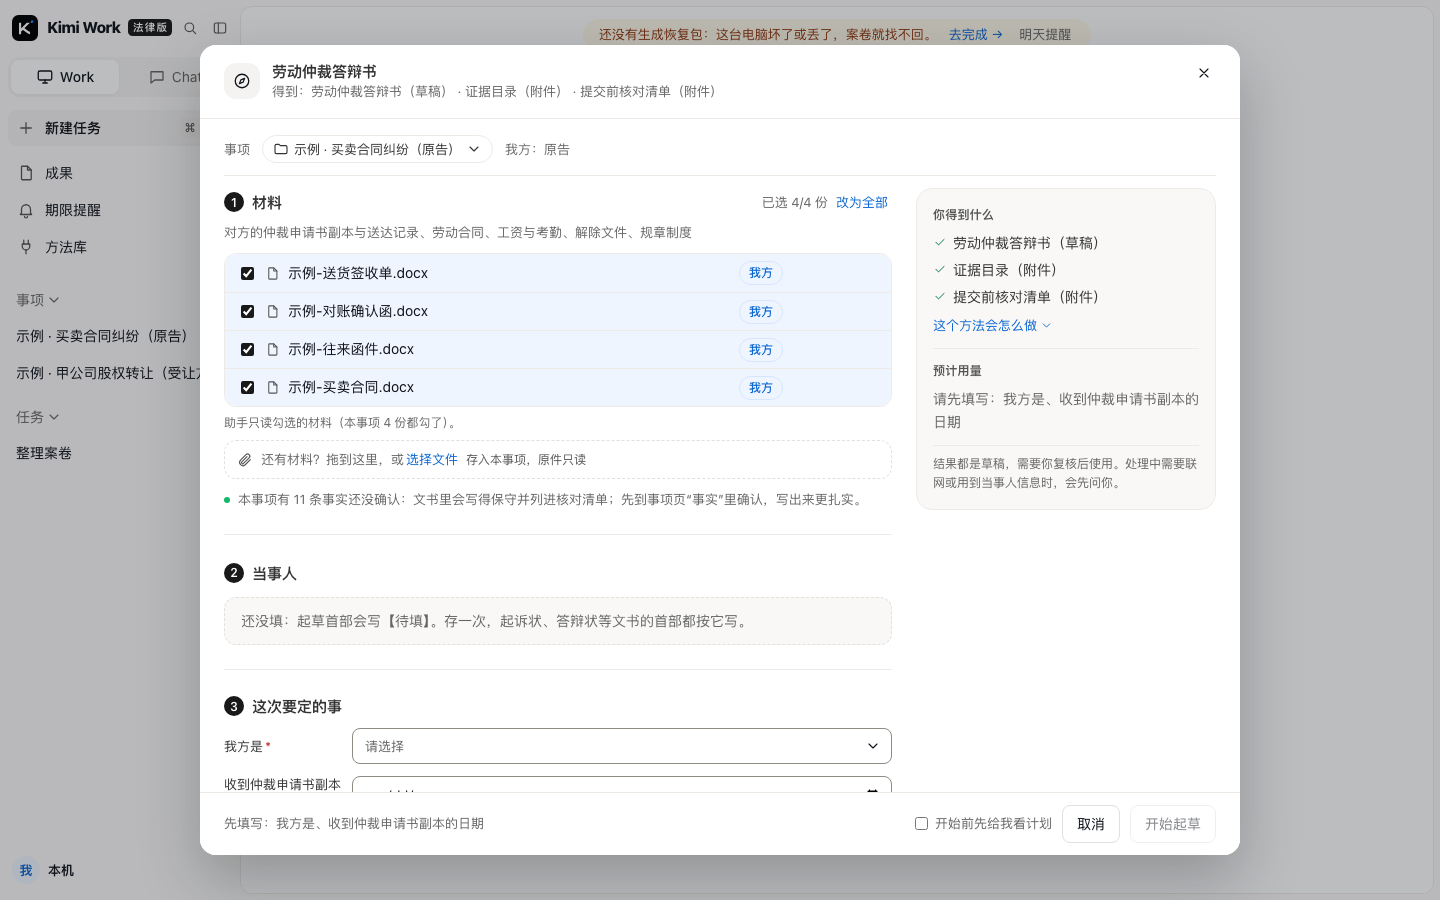 Kimi Work 法律版
还没有生成恢复包：这台电脑坏了或丢了，案卷就找不回。 去完成 → 明天提醒
Work
Chat
新建任务 ⌘
成果
期限提醒
方法库
事项
示例 · 买卖合同纠纷（原告）
示例 · 甲公司股权转让（受让
任务
整理案卷
我 本机
劳动仲裁答辩书
得到：劳动仲裁答辩书（草稿） · 证据目录（附件） · 提交前核对清单（附件）
事项 示例 · 买卖合同纠纷（原告） 我方：原告
1 材料 已选 4/4 份 改为全部
对方的仲裁申请书副本与送达记录、劳动合同、工资与考勤、解除文件、规章制度
示例-送货签收单.docx 我方
示例-对账确认函.docx 我方
示例-往来函件.docx 我方
示例-买卖合同.docx 我方
助手只读勾选的材料（本事项 4 份都勾了）。
还有材料？拖到这里，或 选择文件 存入本事项，原件只读
本事项有 11 条事实还没确认：文书里会写得保守并列进核对清单；先到事项页“事实”里确认，写出来更扎实。
2 当事人
还没填：起草首部会写【待填】。存一次，起诉状、答辩状等文书的首部都按它写。
3 这次要定的事
我方是* 请选择
收到仲裁申请书副本
你得到什么
劳动仲裁答辩书（草稿）
证据目录（附件）
提交前核对清单（附件）
这个方法会怎么做
预计用量
请先填写：我方是、收到仲裁申请书副本的
日期
结果都是草稿，需要你复核后使用。处理中需要联
网或用到当事人信息时，会先问你。
先填写：我方是、收到仲裁申请书副本的日期
开始前先给我看计划 取消 开始起草